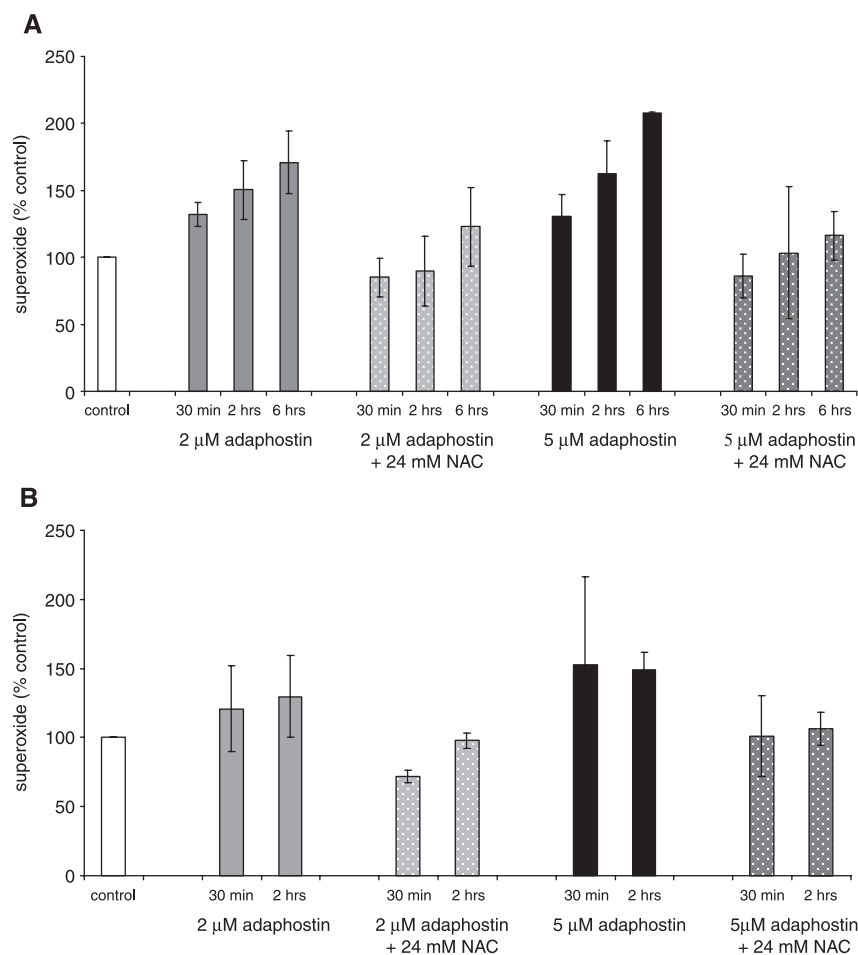 A
250
200
150
100
50
0
superoxide (% control)
control
30 min 2 hrs 6 hrs
30 min 2 hrs 6 hrs
30 min 2 hrs 6 hrs
30 min 2 hrs 6 hrs
2 μM adaphostin
2 μM adaphostin
+ 24 mM NAC
5 μM adaphostin
5 μM adaphostin
+ 24 mM NAC
B
250
200
150
100
50
0
superoxide (% control)
control
30 min 2 hrs
30 min 2 hrs
30 min 2 hrs
30 min 2 hrs
2 μM adaphostin
2 μM adaphostin
+ 24 mM NAC
5 μM adaphostin
5μM adaphostin
+ 24 mM NAC